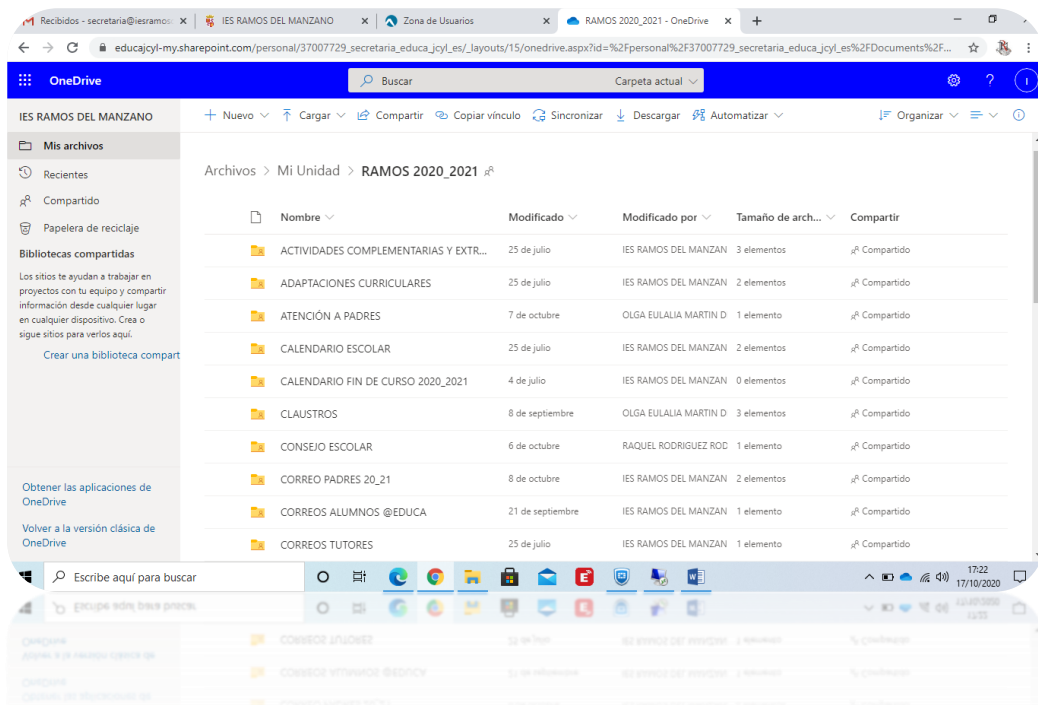 Recibidos - secretaria@iesramosc
IES RAMOS DEL MANZANO
Zona de Usuarios
RAMOS 2020_2021 - OneDrive
educajcyl-my.sharepoint.com/personal/37007729_secretaria_educa_jcyl_es/_layouts/15/onedrive.aspx?id=%2Fpersonal%2F37007729_secretaria_educa_jcyl_es%2FDocuments%2F...
OneDrive
Buscar
Carpeta actual
?
I
IES RAMOS DEL MANZANO
Nuevo Cargar Compartir Copiar vínculo Sincronizar Descargar Automatizar Organizar
Mis archivos
Recientes
Compartido
Papelera de reciclaje
Bibliotecas compartidas
Los sitios te ayudan a trabajar en
proyectos con tu equipo y compartir
información desde cualquier lugar
en cualquier dispositivo. Crea o
sigue sitios para verlos aquí.
Crear una biblioteca compart
Obtener las aplicaciones de
OneDrive
Volver a la versión clásica de
OneDrive
Archivos > Mi Unidad > RAMOS 2020_2021
Nombre Modificado Modificado por Tamaño de arch... Compartir
ACTIVIDADES COMPLEMENTARIAS Y EXTR... 25 de julio IES RAMOS DEL MANZAN 3 elementos Compartido
ADAPTACIONES CURRICULARES 25 de julio IES RAMOS DEL MANZAN 2 elementos Compartido
ATENCIÓN A PADRES 7 de octubre OLGA EULALIA MARTIN D 1 elemento Compartido
CALENDARIO ESCOLAR 25 de julio IES RAMOS DEL MANZAN 2 elementos Compartido
CALENDARIO FIN DE CURSO 2020_2021 4 de julio IES RAMOS DEL MANZAN 0 elementos Compartido
CLAUSTROS 8 de septiembre OLGA EULALIA MARTIN D 3 elementos Compartido
CONSEJO ESCOLAR 6 de octubre RAQUEL RODRIGUEZ ROD 1 elemento Compartido
CORREO PADRES 20_21 8 de octubre IES RAMOS DEL MANZAN 2 elementos Compartido
CORREOS ALUMNOS @EDUCA 21 de septiembre IES RAMOS DEL MANZAN 1 elemento Compartido
CORREOS TUTORES 25 de julio IES RAMOS DEL MANZAN 1 elemento Compartido
Escribe aquí para buscar
17:22
17/10/2020